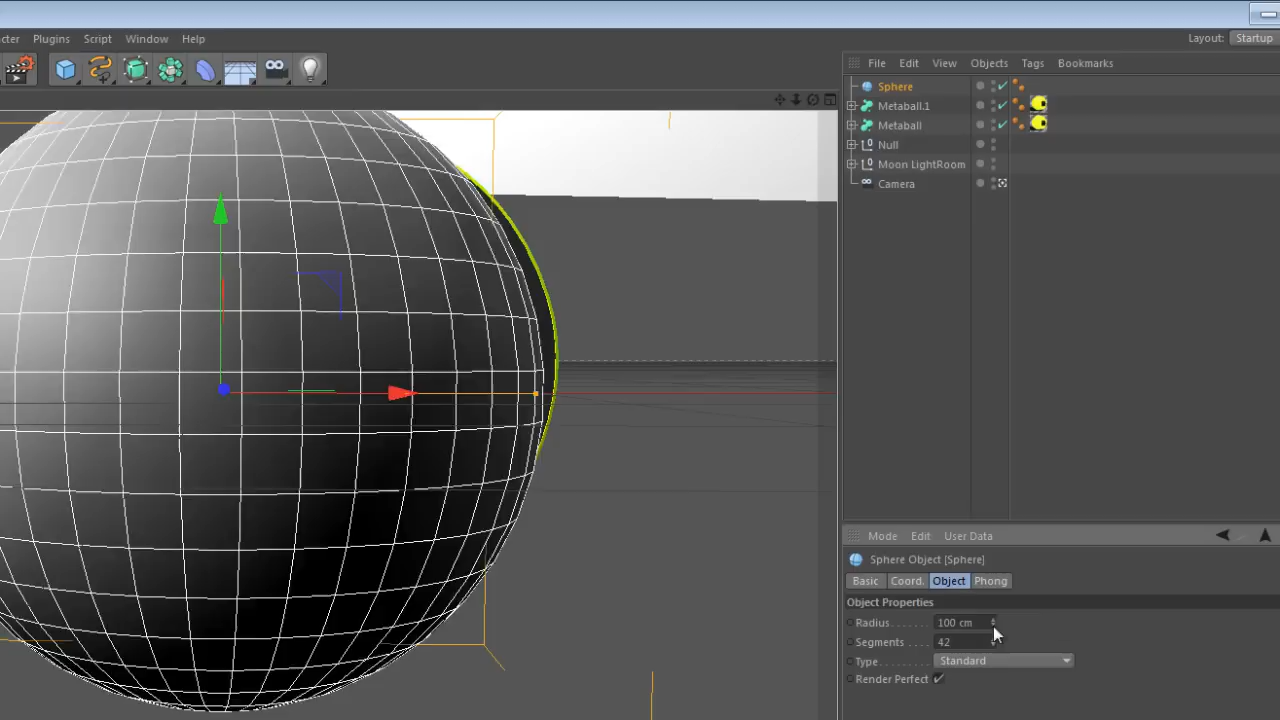 cter Plugins Script Window Help
Layout: Startup
File Edit View Objects Tags Bookmarks
Sphere
Metaball.1
Metaball
Null
Moon LightRoom
Camera
Mode Edit User Data
Sphere Object [Sphere]
Basic Coord. Object Phong
Object Properties
Radius . . . . . . . 100 cm
Segments . . . . 42
Type . . . . . . . . . Standard
Render Perfect